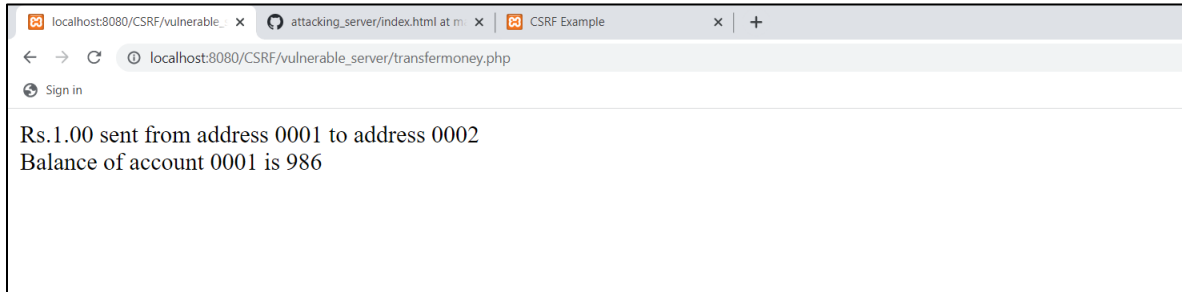 localhost:8080/CSRF/vulnerable_
attacking_server/index.html at m
CSRF Example
localhost:8080/CSRF/vulnerable_server/transfermoney.php
Sign in
Rs.1.00 sent from address 0001 to address 0002
Balance of account 0001 is 986